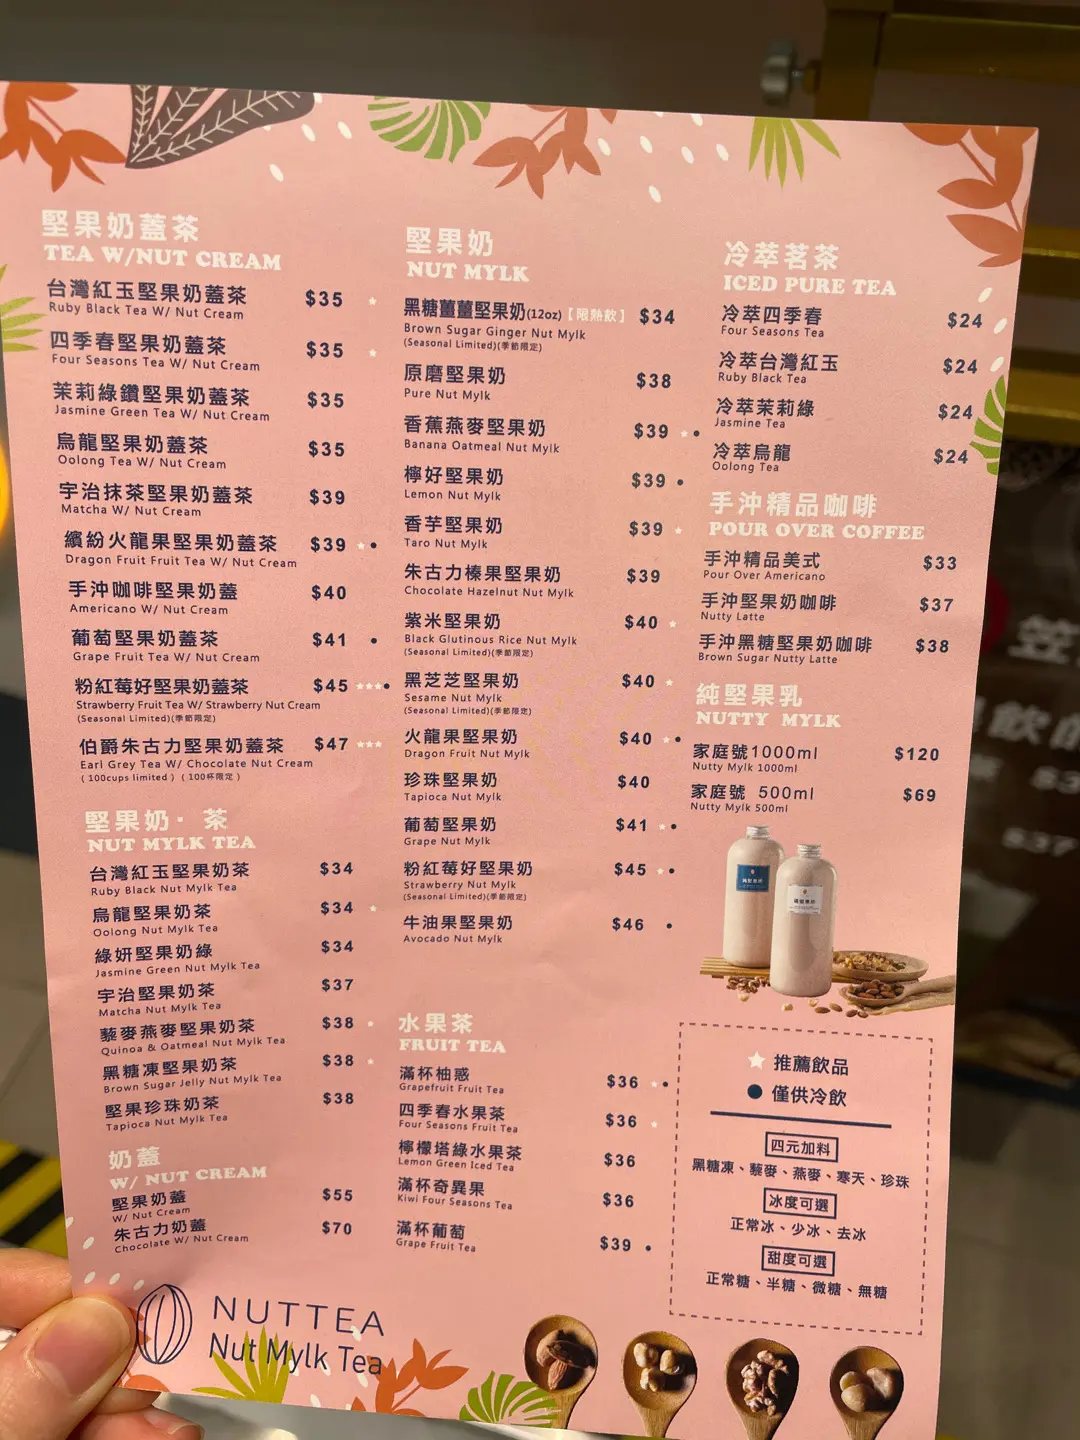 堅果奶蓋茶
TEA W/NUT CREAM
台灣紅玉堅果奶蓋茶 $35
Ruby Black Tea W/ Nut Cream
四季春堅果奶蓋茶 $35
Four Seasons Tea W/ Nut Cream
茉莉綠鑽堅果奶蓋茶 $35
Jasmine Green Tea W/ Nut Cream
烏龍堅果奶蓋茶 $35
Oolong Tea W/ Nut Cream
宇治抹茶堅果奶蓋茶 $39
Matcha W/ Nut Cream
繽紛火龍果堅果奶蓋茶 $39
Dragon Fruit Fruit Tea W/ Nut Cream
手沖咖啡堅果奶蓋 $40
Americano W/ Nut Cream
葡萄堅果奶蓋茶 $41
Grape Fruit Tea W/ Nut Cream
粉紅莓好堅果奶蓋茶 $45
Strawberry Fruit Tea W/ Strawberry Nut Cream
(Seasonal Limited)(季節限定)
伯爵朱古力堅果奶蓋茶 $47
Earl Grey Tea W/ Chocolate Nut Cream
(100cups limited) (100杯限定)
堅果奶·茶
NUT MYLK TEA
台灣紅玉堅果奶茶 $34
Ruby Black Nut Mylk Tea
烏龍堅果奶茶 $34
Oolong Nut Mylk Tea
綠妍堅果奶綠 $34
Jasmine Green Nut Mylk Tea
宇治堅果奶茶 $37
Matcha Nut Mylk Tea
藜麥燕麥堅果奶茶 $38
Quinoa & Oatmeal Nut Mylk Tea
黑糖凍堅果奶茶 $38
Brown Sugar Jelly Nut Mylk Tea
堅果珍珠奶茶 $38
Tapioca Nut Mylk Tea
奶蓋
W/ NUT CREAM
堅果奶蓋 $55
W/ Nut Cream
朱古力奶蓋 $70
Chocolate W/ Nut Cream
NUTTEA
Nut Mylk Tea
堅果奶
NUT MYLK
黑糖薑薑堅果奶(12oz)【限熱飲】 $34
Brown Sugar Ginger Nut Mylk
(Seasonal Limited)(季節限定)
原磨堅果奶 $38
Pure Nut Mylk
香蕉燕麥堅果奶 $39
Banana Oatmeal Nut Myik
檸好堅果奶 $39
Lemon Nut Mylk
香芋堅果奶 $39
Taro Nut Mylk
朱古力榛果堅果奶 $39
Chocolate Hazelnut Nut Mylk
紫米堅果奶 $40
Black Glutinous Rice Nut Mylk
(Seasonal Limited)(季節限定)
黑芝芝堅果奶 $40
Sesame Nut Mylk
(Seasonal Limited)(季節限定)
火龍果堅果奶 $40
Dragon Fruit Nut Mylk
珍珠堅果奶 $40
Tapioca Nut Mylk
葡萄堅果奶 $41
Grape Nut Mylk
粉紅莓好堅果奶 $45
Strawberry Nut Mylk
(Seasonal Limited)(季節限定)
牛油果堅果奶 $46
Avocado Nut Mylk
水果茶
FRUIT TEA
滿杯柚惑 $36
Grapefruit Fruit Tea
四季春水果茶 $36
Four Seasons Fruit Tea
檸檬塔綠水果茶 $36
Lemon Green Iced Tea
滿杯奇異果 $36
Kiwi Four Seasons Tea
滿杯葡萄 $39
Grape Fruit Tea
冷萃茗茶
ICED PURE TEA
冷萃四季春 $24
Four Seasons Tea
冷萃台灣紅玉 $24
Ruby Black Tea
冷萃茉莉綠 $24
Jasmine Tea
冷萃烏龍 $24
Oolong Tea
手沖精品咖啡
POUR OVER COFFEE
手沖精品美式 $33
Pour Over Americano
手沖堅果奶咖啡 $37
Nutty Latte
手沖黑糖堅果奶咖啡 $38
Brown Sugar Nutty Latte
純堅果乳
NUTTY MYLK
家庭號1000ml $120
Nutty Mylk 1000ml
家庭號 500ml $69
Nutty Mylk 500ml
推薦飲品
僅供冷飲
四元加料
黑糖凍、藜麥、燕麥、寒天、珍珠
冰度可選
正常冰、少冰、去冰
甜度可選
正常糖、半糖、微糖、無糖
$37